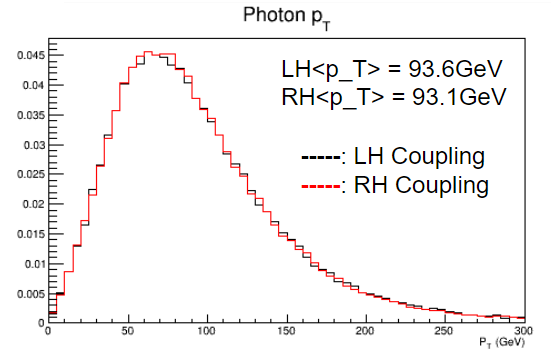 Photon p_T
LH<p_T> = 93.6GeV
RH<p_T> = 93.1GeV
-----: LH Coupling
-----: RH Coupling
0.045
0.04
0.035
0.03
0.025
0.02
0.015
0.01
0.005
0
0 50 100 150 200 250 300
P_T (GeV)